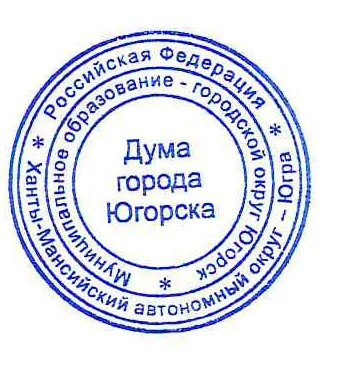 * Российская Федерация *
Ханты-Мансийский автономный округ - Югра
Муниципальное образование - городской округ Югорск *
Дума
города
Югорска